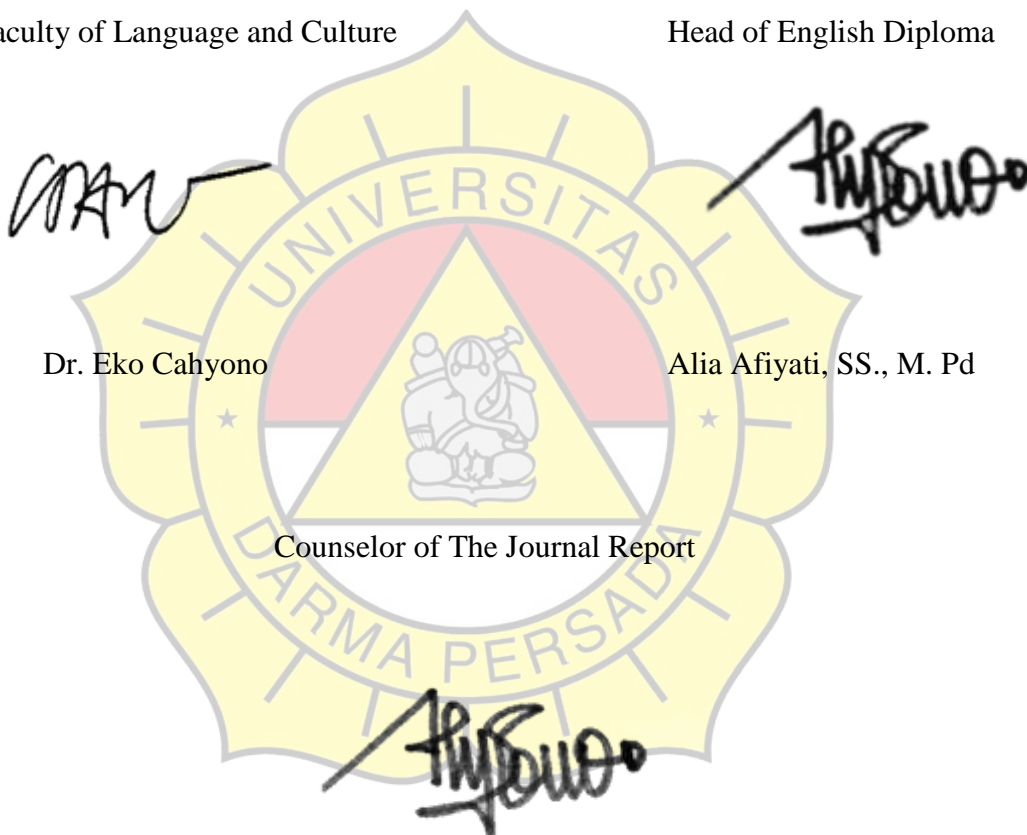 aculty of Language and Culture Head of English Diploma
UNIVERSITAS
Dr. Eko Cahyono Alia Afiyati, SS., M. Pd
Counselor of The Journal Report
DARMA PERSADA